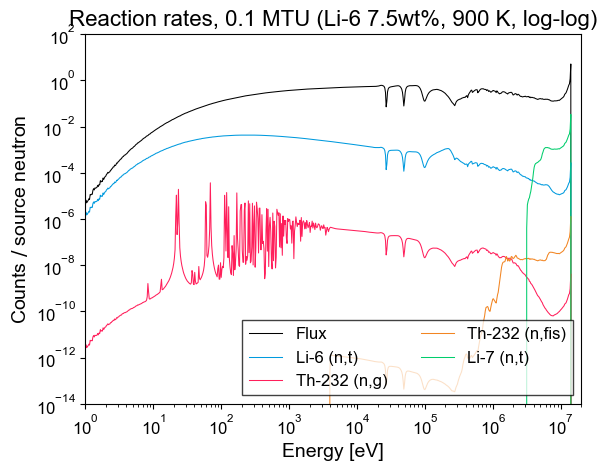 Reaction rates, 0.1 MTU (Li-6 7.5wt%, 900 K, log-log)
Counts / source neutron
10^2
10^0
10^-2
10^-4
10^-6
10^-8
10^-10
10^-12
10^-14
Flux
Li-6 (n,t)
Th-232 (n,g)
Th-232 (n,fis)
Li-7 (n,t)
10^0 10^1 10^2 10^3 10^4 10^5 10^6 10^7
Energy [eV]